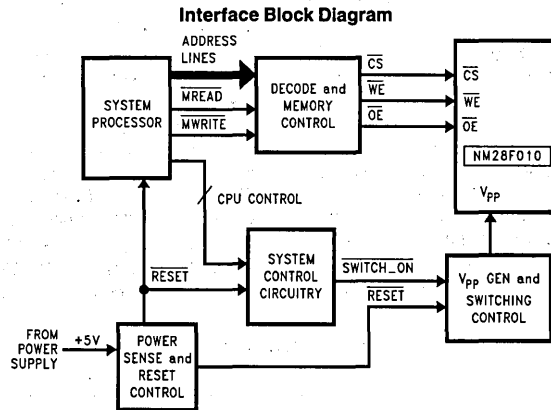 Interface Block Diagram
ADDRESS
LINES
SYSTEM
PROCESSOR
MREAD
MWRITE
DECODE and
MEMORY
CONTROL
CS
WE
OE
CS
WE
OE
NM28F010
VPP
CPU CONTROL
RESET
SYSTEM
CONTROL
CIRCUITRY
SWITCH_ON
RESET
VPP GEN and
SWITCHING
CONTROL
FROM
POWER
SUPPLY
+5V
POWER
SENSE and
RESET
CONTROL